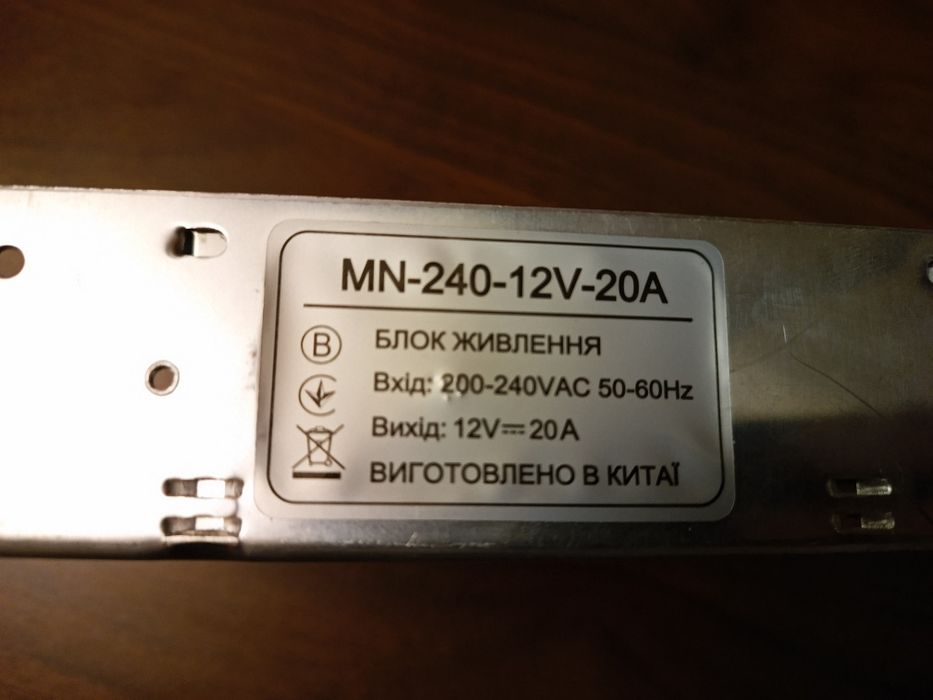 MN-240-12V-20A
B БЛОК ЖИВЛЕННЯ
Вхід: 200-240VAC 50-60Hz
Вихід: 12V⎓20A
ВИГОТОВЛЕНО В КИТАЇ